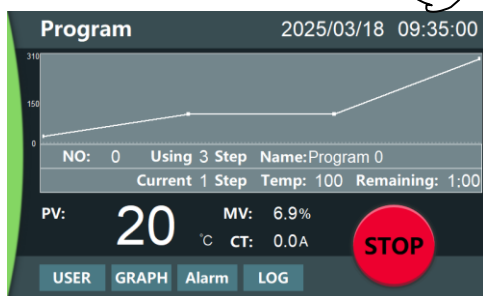 Program 2025/03/18 09:35:00
310
150
0
NO: 0 Using 3 Step Name:Program 0
Current 1 Step Temp: 100 Remaining: 1:00
PV: 20 °C MV: 6.9%
CT: 0.0A
STOP
USER GRAPH Alarm LOG